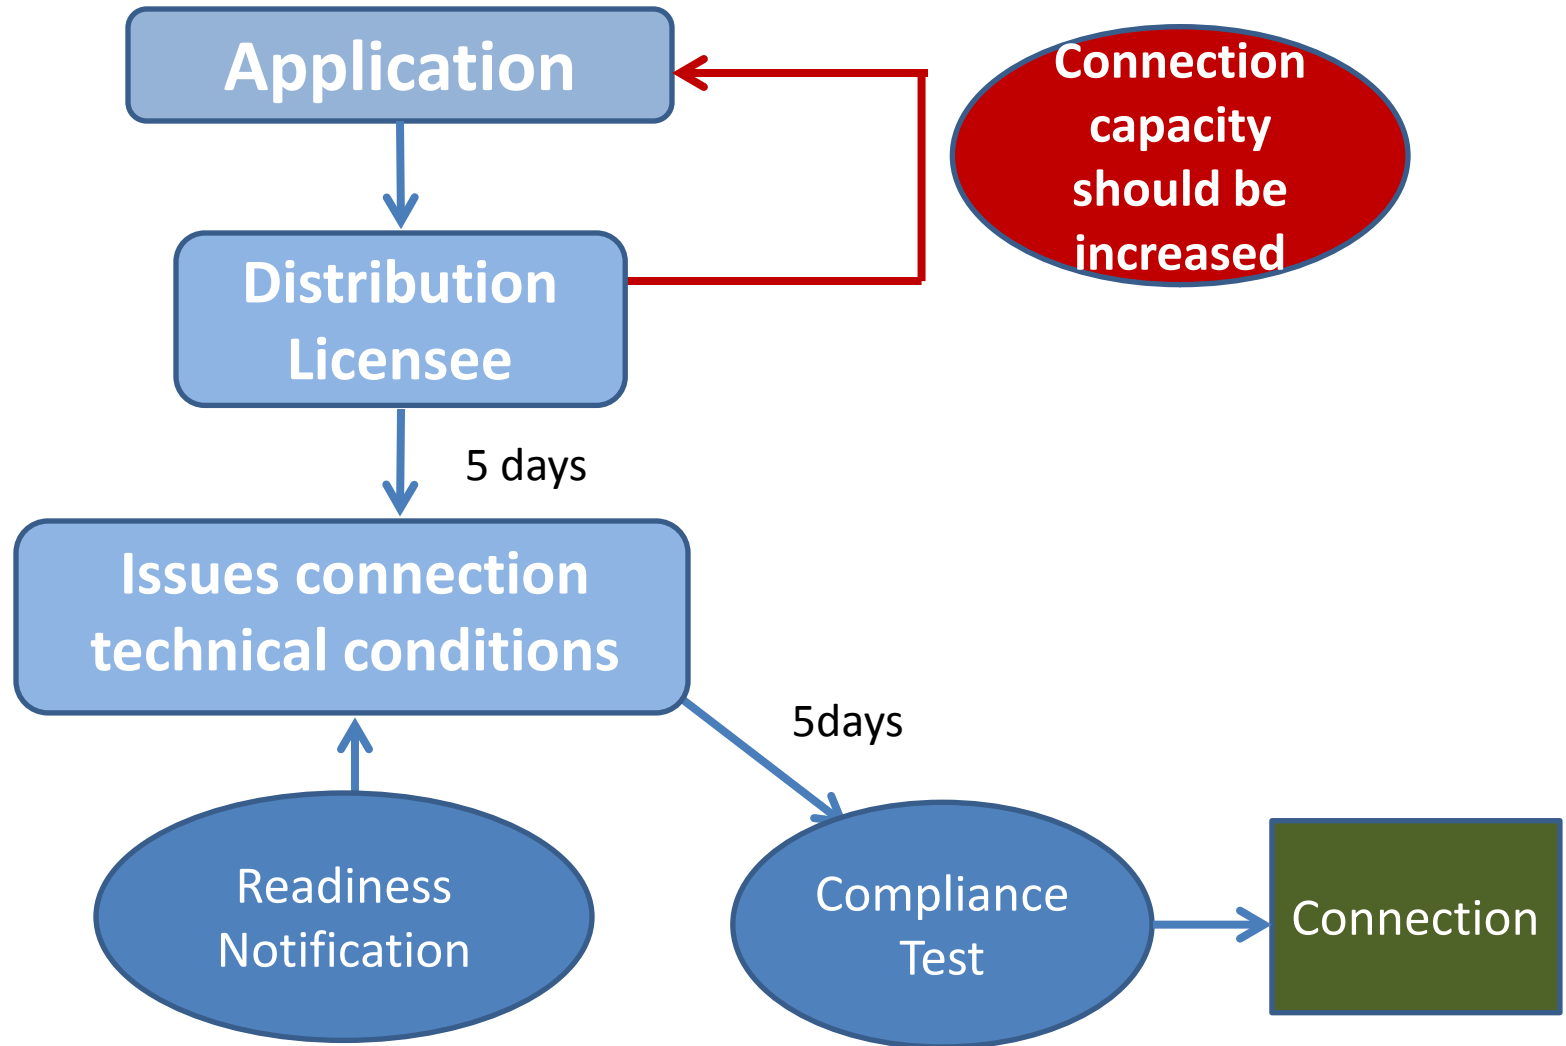 Application
Connection
capacity
should be
increased
Distribution
Licensee
5 days
Issues connection
technical conditions
5days
Readiness
Notification
Compliance
Test
Connection